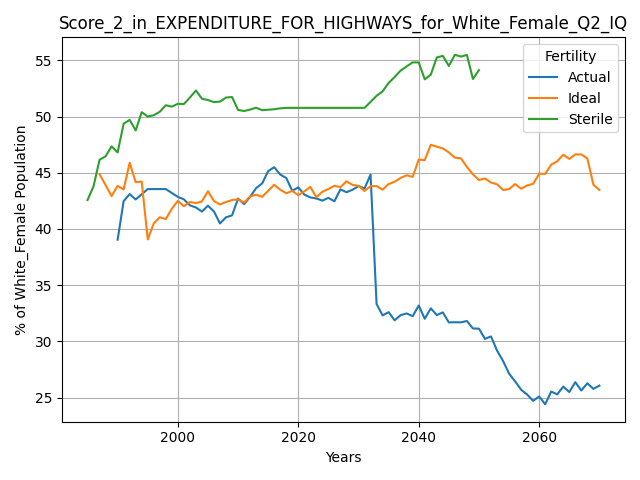 Score_2_in_EXPENDITURE_FOR_HIGHWAYS_for_White_Female_Q2_IQ
Fertility
Actual
Ideal
Sterile
% of White_Female Population
55
50
45
40
35
30
25
2000
2020
2040
2060
Years